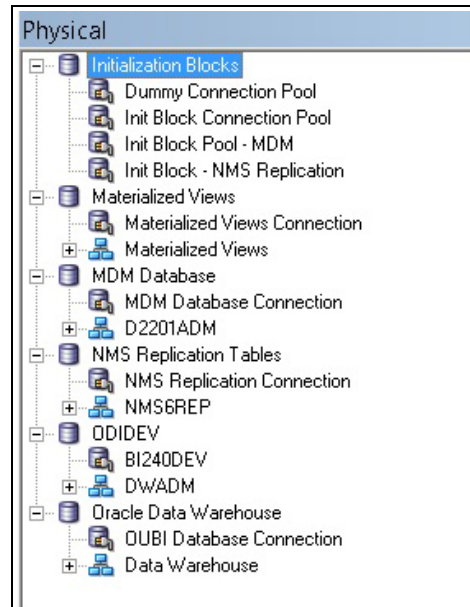 Physical
Initialization Blocks
Dummy Connection Pool
Init Block Connection Pool
Init Block Pool - MDM
Init Block - NMS Replication
Materialized Views
Materialized Views Connection
Materialized Views
MDM Database
MDM Database Connection
D2201ADM
NMS Replication Tables
NMS Replication Connection
NMS6REP
ODIDEV
BI240DEV
DWADM
Oracle Data Warehouse
OUBI Database Connection
Data Warehouse